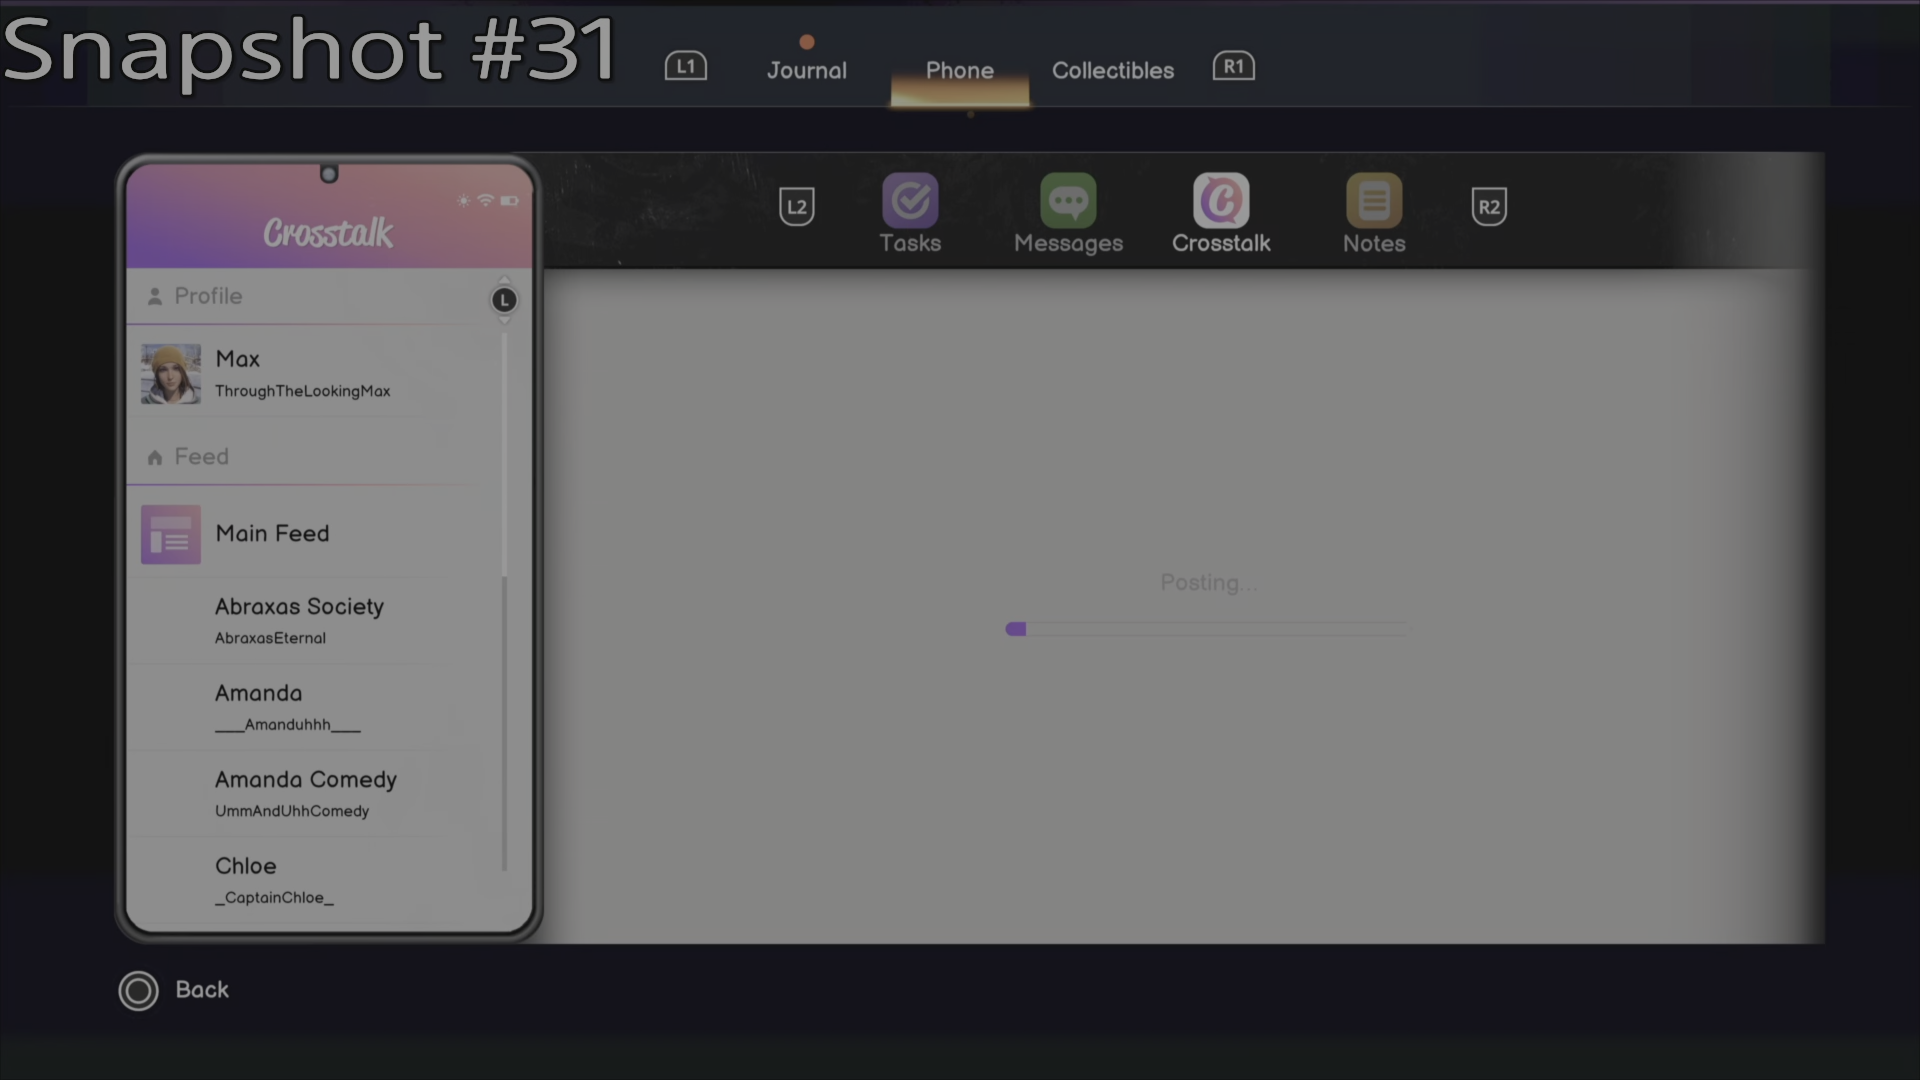 Snapshot #31
L1
Journal
Phone
Collectibles
R1
L2
Tasks
Messages
Crosstalk
Notes
R2
Crosstalk
Profile
L
Max
ThroughTheLookingMax
Feed
Main Feed
Abraxas Society
AbraxasEternal
Amanda
___Amanduhhh___
Amanda Comedy
UmmAndUhhComedy
Chloe
_CaptainChloe_
Posting...
Back